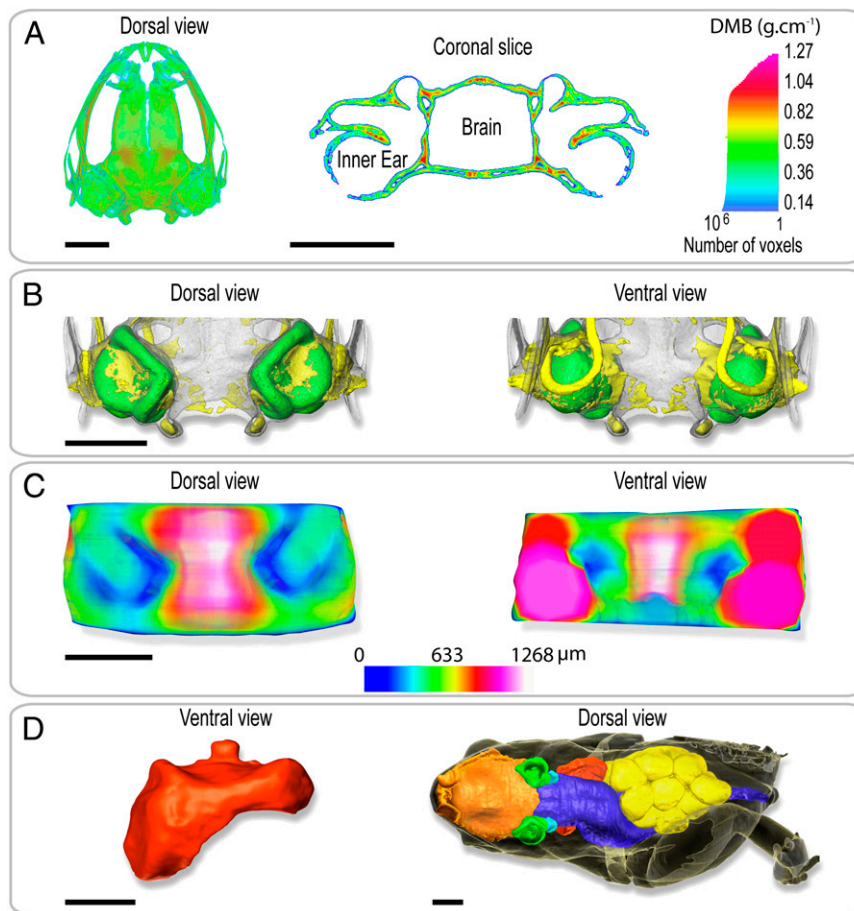 A
Dorsal view
Coronal slice
Brain
Inner Ear
DMB (g.cm⁻¹)
1.27
1.04
0.82
0.59
0.36
0.14
10⁶ 1
Number of voxels
B
Dorsal view
Ventral view
C
Dorsal view
Ventral view
0 633 1268 µm
D
Ventral view
Dorsal view